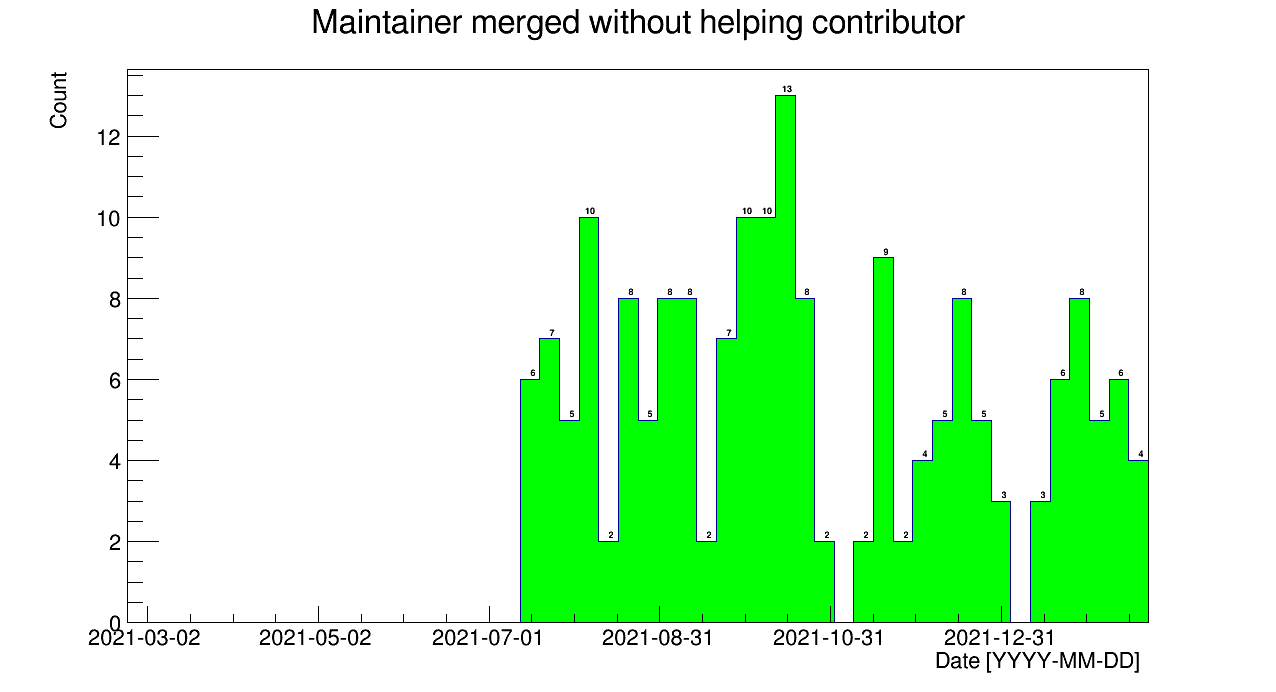 Maintainer merged without helping contributor
Count
12
10
8
6
4
2
0
13
10
10 10
9
8 8 8 8 8 8 8
7 7
6 6 6
5 5 5 5 5
4 4
3 3
2 2 2 2 2
2021-03-02 2021-05-02 2021-07-01 2021-08-31 2021-10-31 2021-12-31
Date [YYYY-MM-DD]